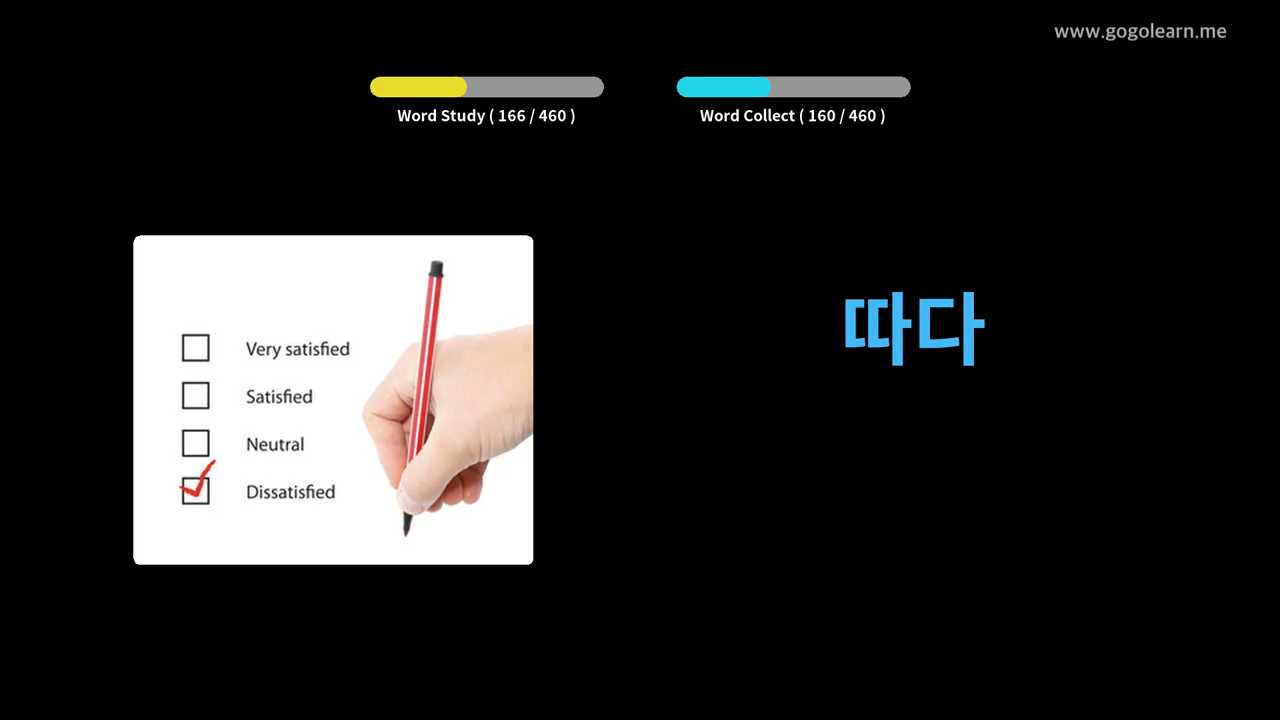 www.gogolearn.me
Word Study ( 166 / 460 )
Word Collect ( 160 / 460 )
Very satisfied
Satisfied
Neutral
Dissatisfied
따다